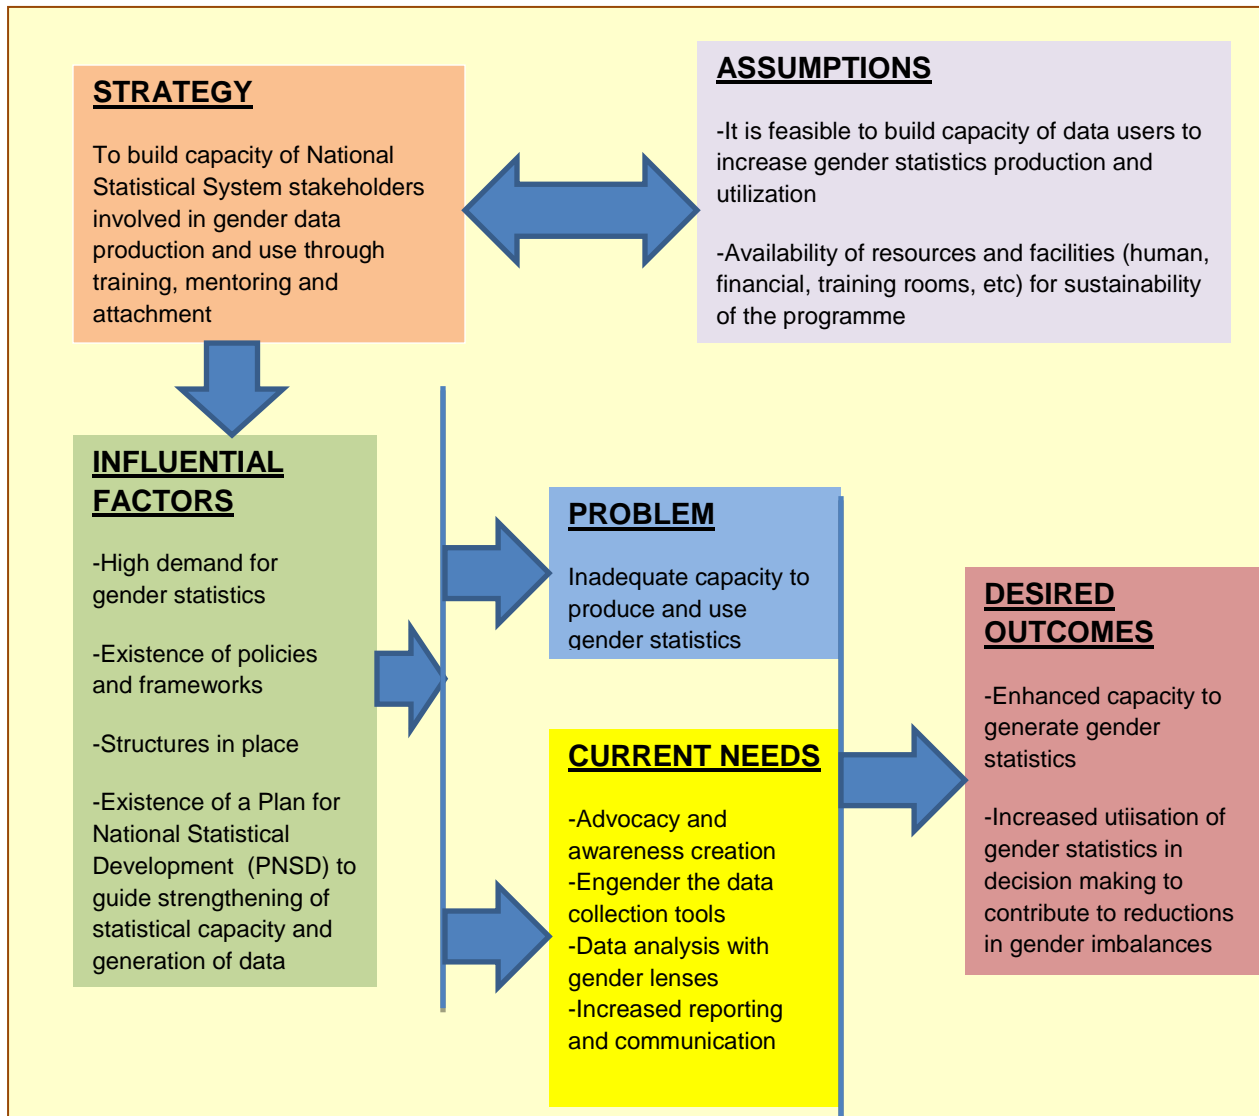 STRATEGY
To build capacity of National
Statistical System stakeholders
involved in gender data
production and use through
training, mentoring and
attachment
ASSUMPTIONS
-It is feasible to build capacity of data users to
increase gender statistics production and
utilization
-Availability of resources and facilities (human,
financial, training rooms, etc) for sustainability
of the programme
INFLUENTIAL
FACTORS
-High demand for
gender statistics
-Existence of policies
and frameworks
-Structures in place
-Existence of a Plan for
National Statistical
Development  (PNSD) to
guide strengthening of
statistical capacity and
generation of data
PROBLEM
Inadequate capacity to
produce and use
gender statistics
CURRENT NEEDS
-Advocacy and
awareness creation
-Engender the data
collection tools
-Data analysis with
gender lenses
-Increased reporting
and communication
DESIRED
OUTCOMES
-Enhanced capacity to
generate gender
statistics
-Increased utiisation of
gender statistics in
decision making to
contribute to reductions
in gender imbalances